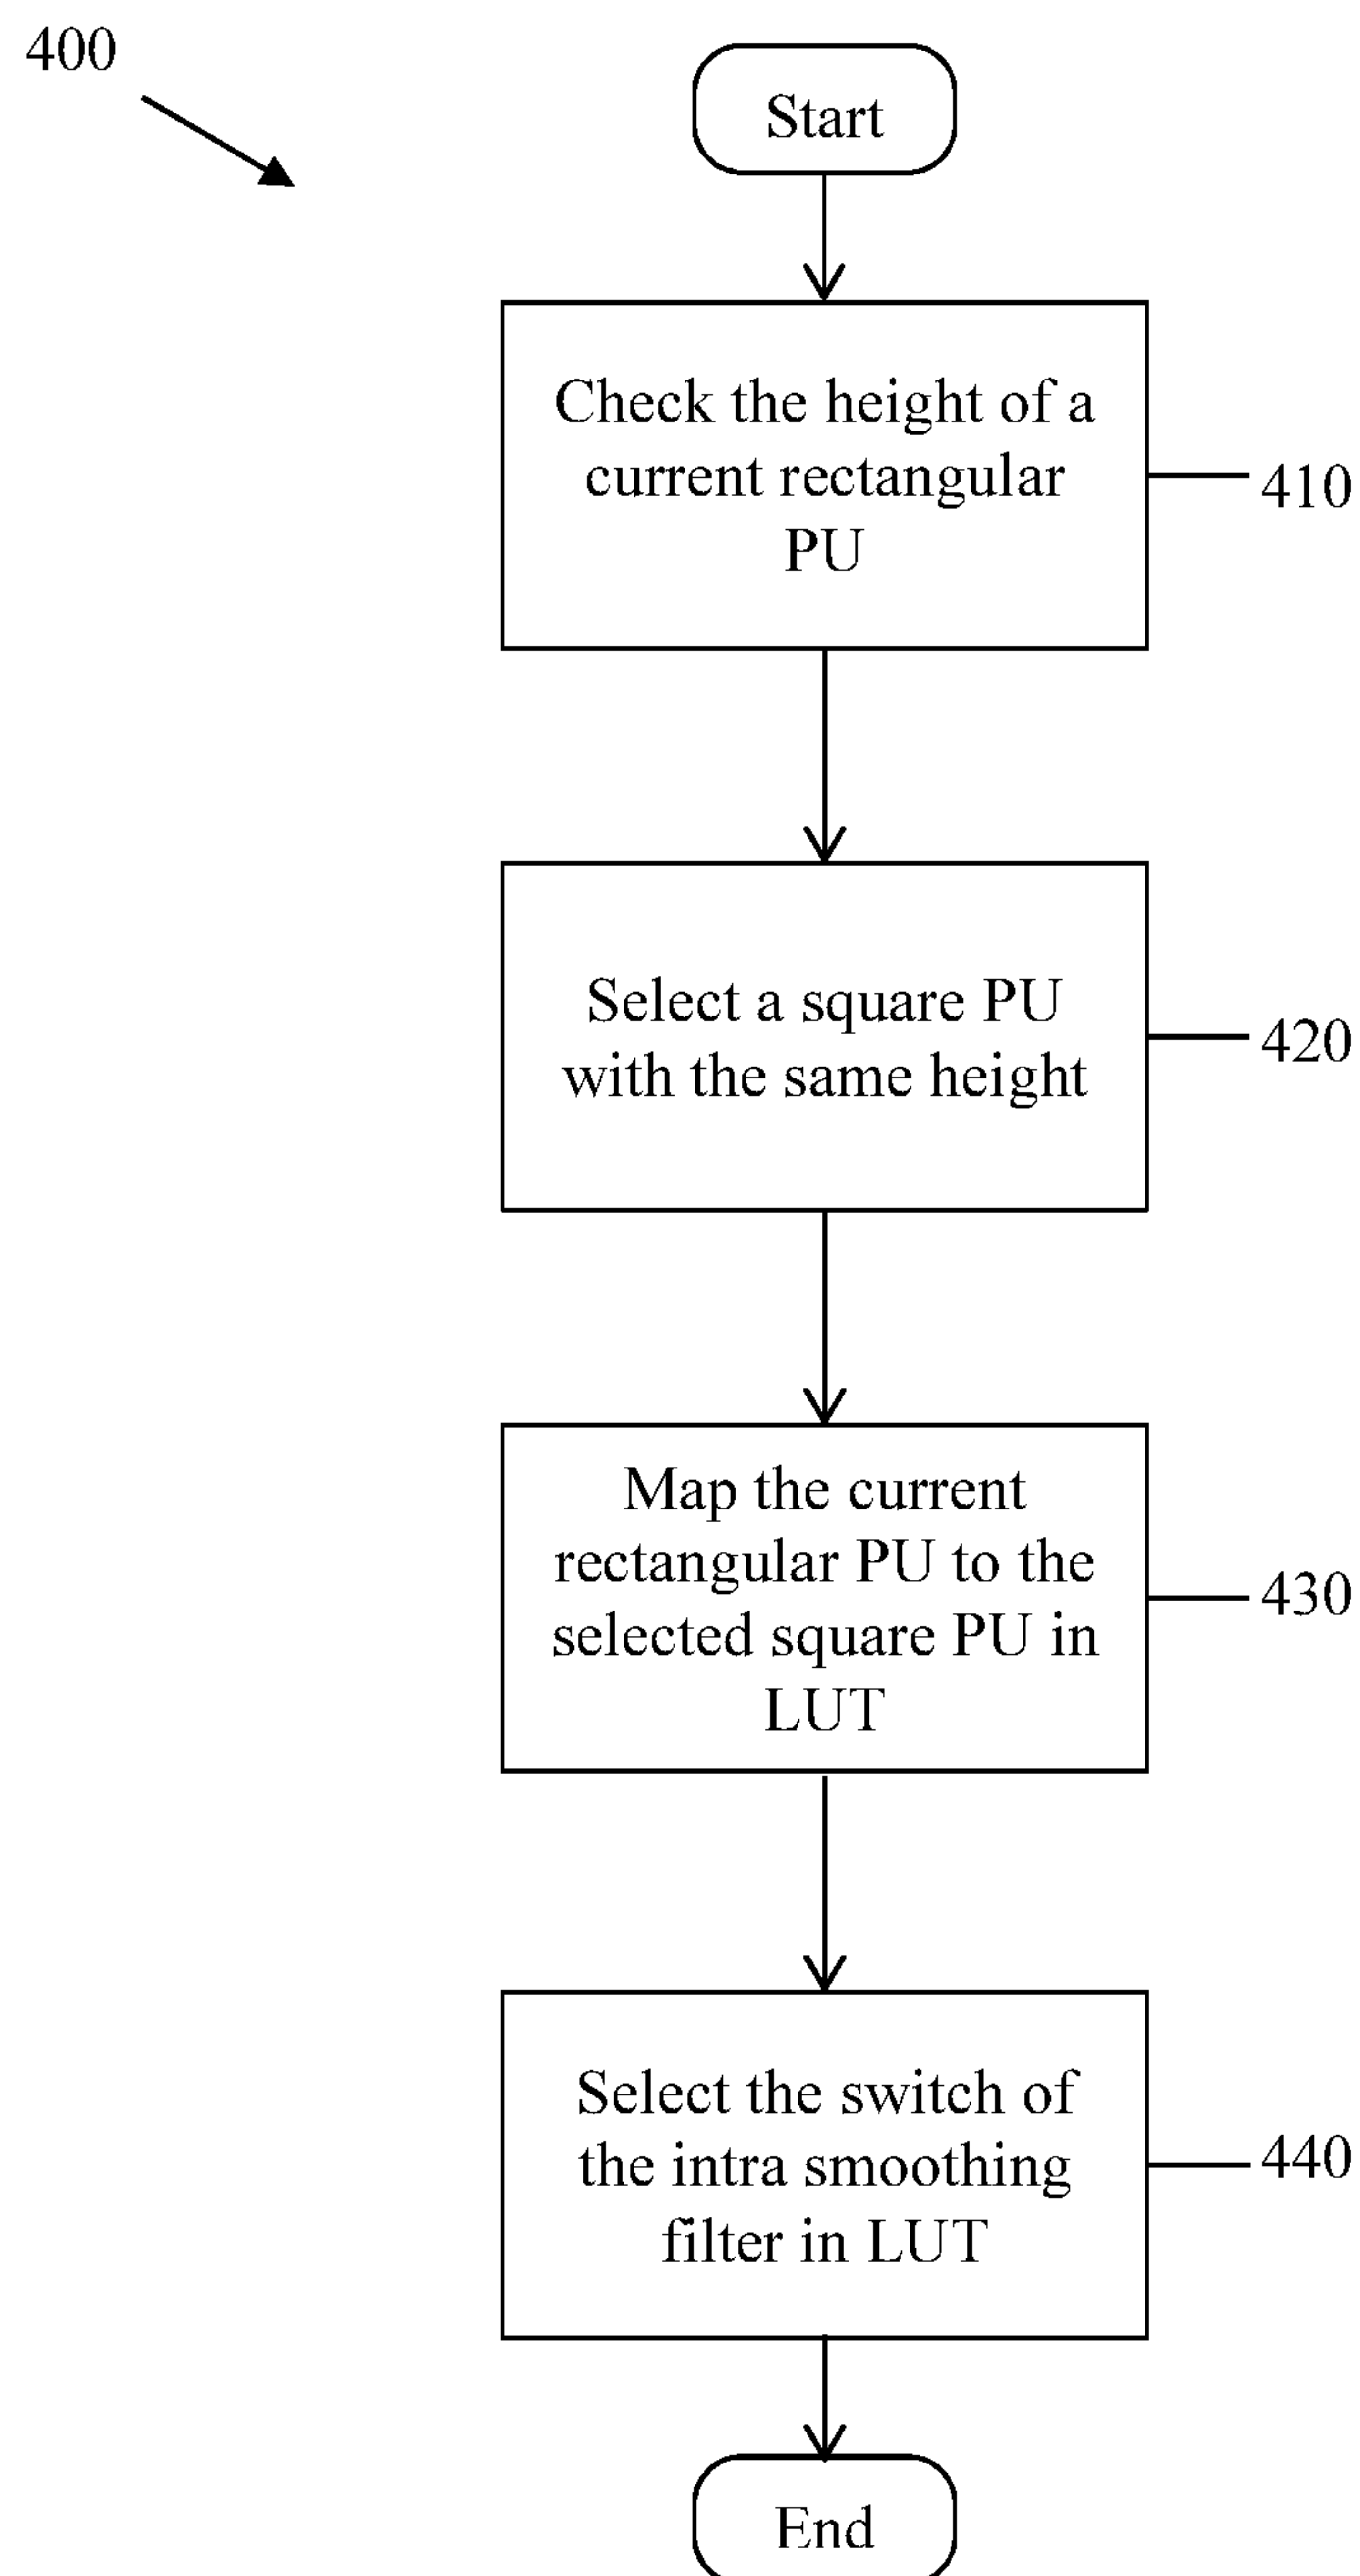 400
Start
Check the height of a
current rectangular
PU
410
Select a square PU
with the same height
420
Map the current
rectangular PU to the
selected square PU in
LUT
430
Select the switch of
the intra smoothing
filter in LUT
440
End